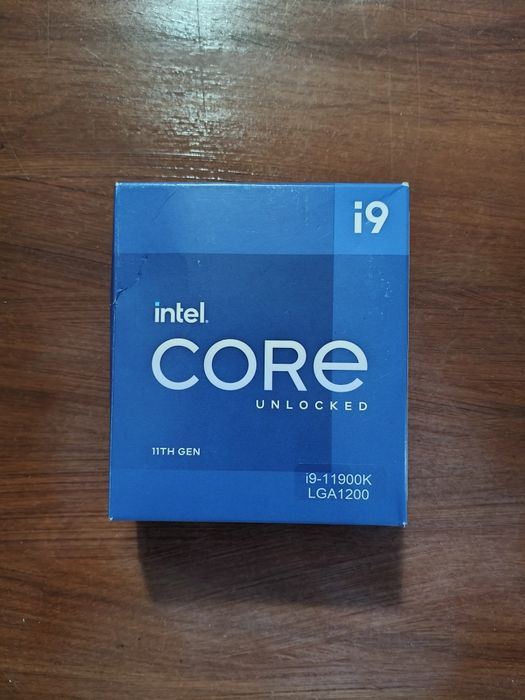 i9
intel.
CORe
UNLOCKED
11TH GEN
i9-11900K
LGA1200